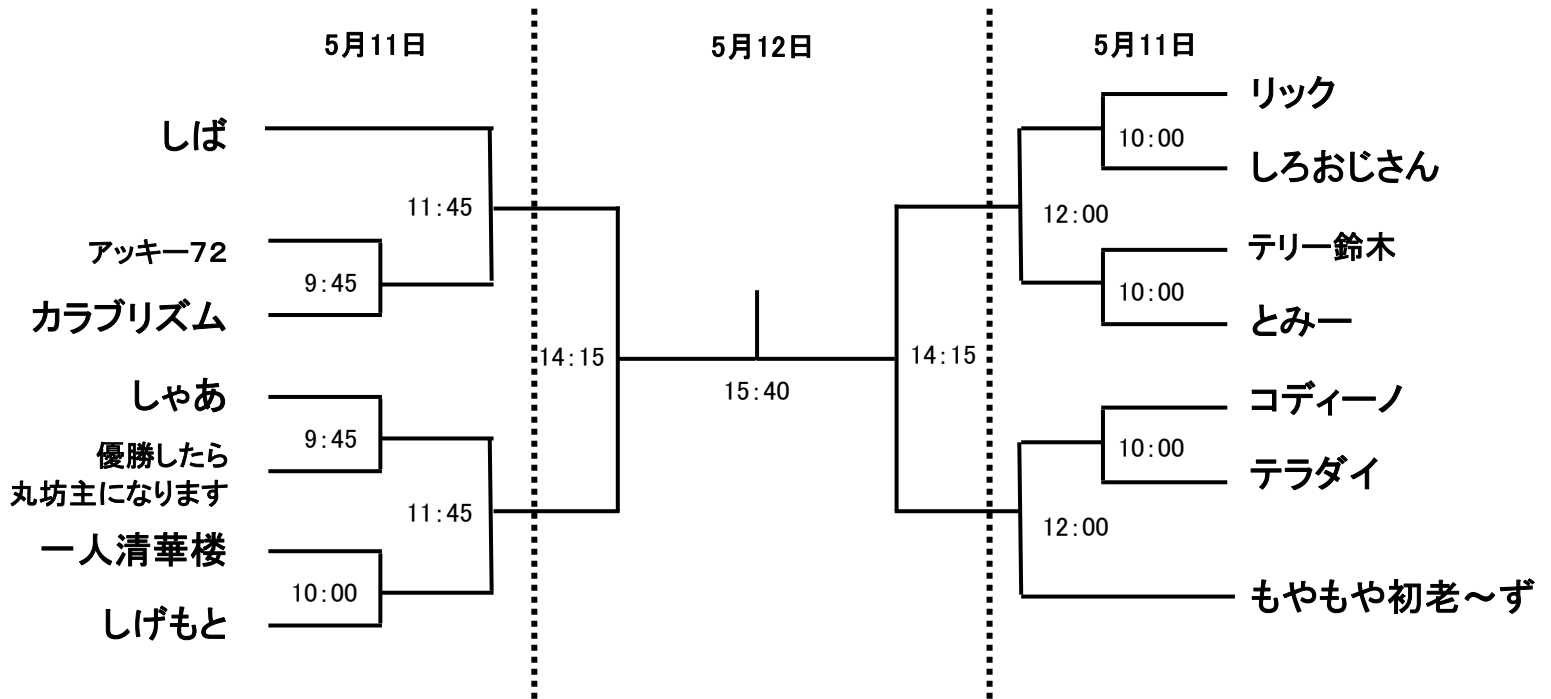 5月11日
5月12日
5月11日
しば
11:45
アッキー72
9:45
カラブリズム
しゃあ
9:45
優勝したら
丸坊主になります
11:45
一人清華楼
10:00
しげもと
14:15
15:40
14:15
リック
10:00
しろおじさん
12:00
テリー鈴木
10:00
とみー
コディーノ
10:00
テラダイ
12:00
もやもや初老～ず